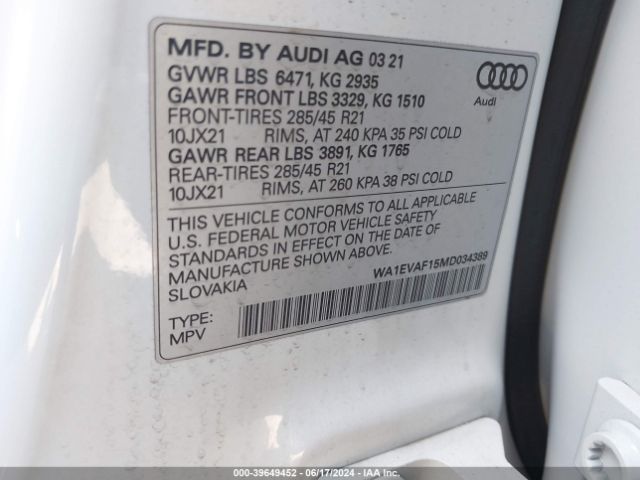 MFD. BY AUDI AG 03 21
GVWR LBS 6471, KG 2935
GAWR FRONT LBS 3329, KG 1510
FRONT-TIRES 285/45 R21
10JX21 RIMS, AT 240 KPA 35 PSI COLD
GAWR REAR LBS 3891, KG 1765
REAR-TIRES 285/45 R21
10JX21 RIMS, AT 260 KPA 38 PSI COLD
Audi
THIS VEHICLE CONFORMS TO ALL APPLICABLE
U.S. FEDERAL MOTOR VEHICLE SAFETY
STANDARDS IN EFFECT ON THE DATE OF
MANUFACTURE SHOWN ABOVE.
SLOVAKIA
WA1EVAF15MD034389
TYPE:
MPV
000-39649452 - 06/17/2024 - IAA Inc.